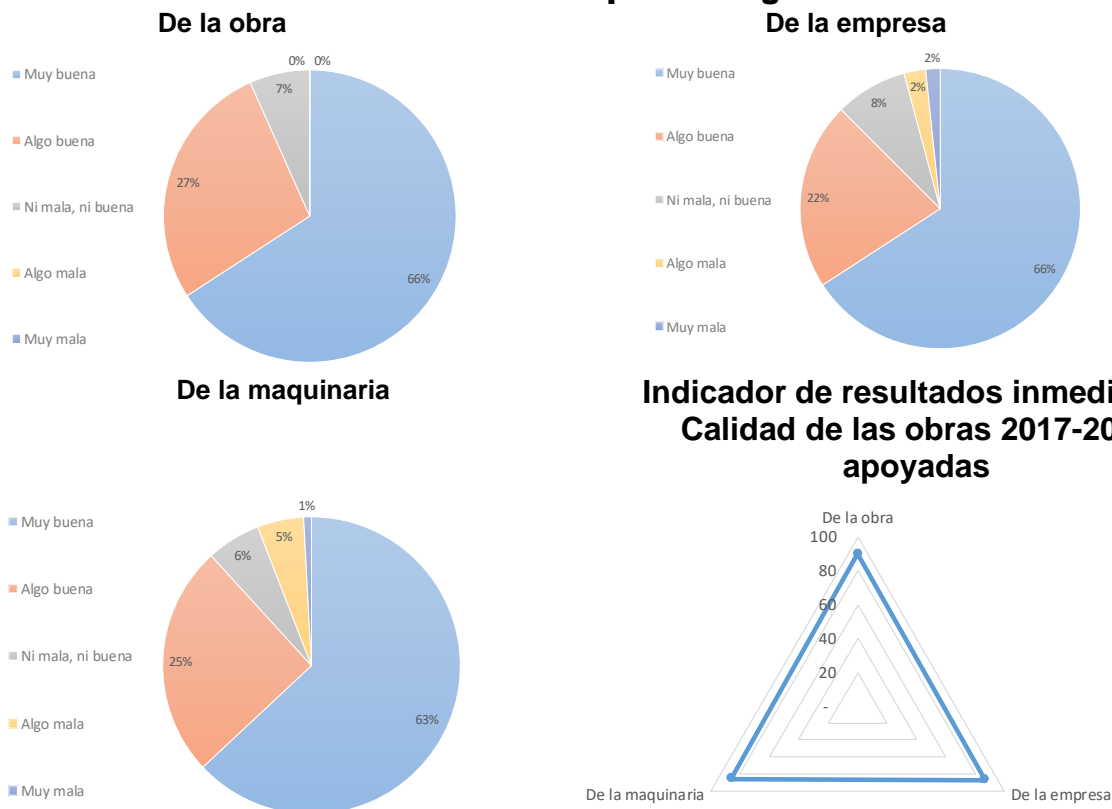 De la obra
0% 0%
Muy buena
7%
Algo buena
27%
Ni mala, ni buena
Algo mala
66%
Muy mala
De la empresa
2%
Muy buena
2%
8%
Algo buena
22%
Ni mala, ni buena
Algo mala
66%
Muy mala
De la maquinaria
1%
Muy buena
5%
6%
Algo buena
25%
Ni mala, ni buena
63%
Algo mala
Muy mala
Indicador de resultados inmedi
Calidad de las obras 2017-20
apoyadas
De la obra
100
80
60
40
20
-
De la maquinaria
De la empresa